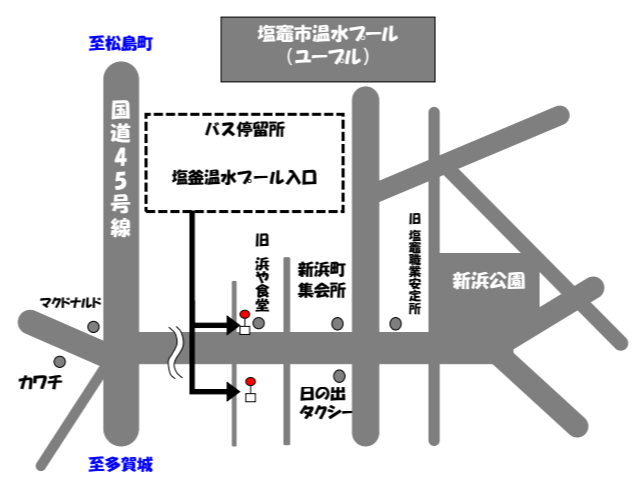 塩竈市温水プール
(ユープル)
至松島町
国道45号線
バス停留所
塩釜温水プール入口
旧 浜や食堂
新浜町
集会所
旧 塩竈職業安定所
新浜公園
マクドナルド
カワチ
日の出
タクシー
至多賀城